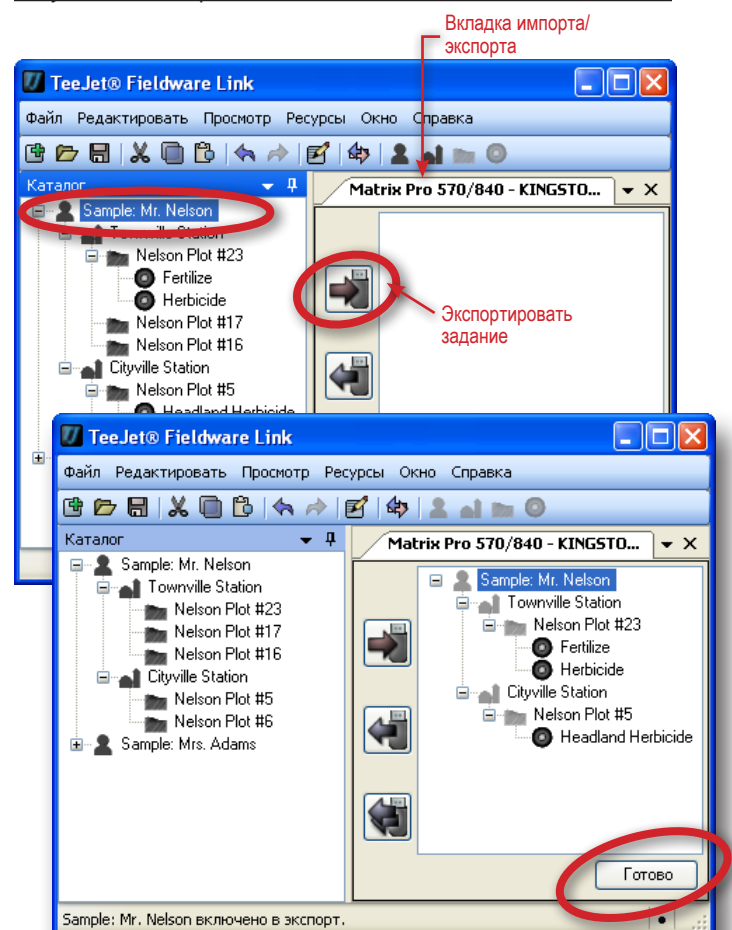 Вкладка импорта/
экспорта
TeeJet® Fieldware Link
Файл Редактировать Просмотр Ресурсы Окно Справка
Каталог
Matrix Pro 570/840 - KINGSTO...
Sample: Mr. Nelson
Townville Station
Nelson Plot #23
Fertilize
Herbicide
Nelson Plot #17
Nelson Plot #16
Cityville Station
Nelson Plot #5
Headland Herbicide
Экспортировать
задание
TeeJet® Fieldware Link
Файл Редактировать Просмотр Ресурсы Окно Справка
Каталог
Matrix Pro 570/840 - KINGSTO...
Sample: Mr. Nelson
Townville Station
Nelson Plot #23
Nelson Plot #17
Nelson Plot #16
Cityville Station
Nelson Plot #5
Nelson Plot #6
Sample: Mrs. Adams
Sample: Mr. Nelson
Townville Station
Nelson Plot #23
Fertilize
Herbicide
Cityville Station
Nelson Plot #5
Headland Herbicide
Готово
Sample: Mr. Nelson включено в экспорт.